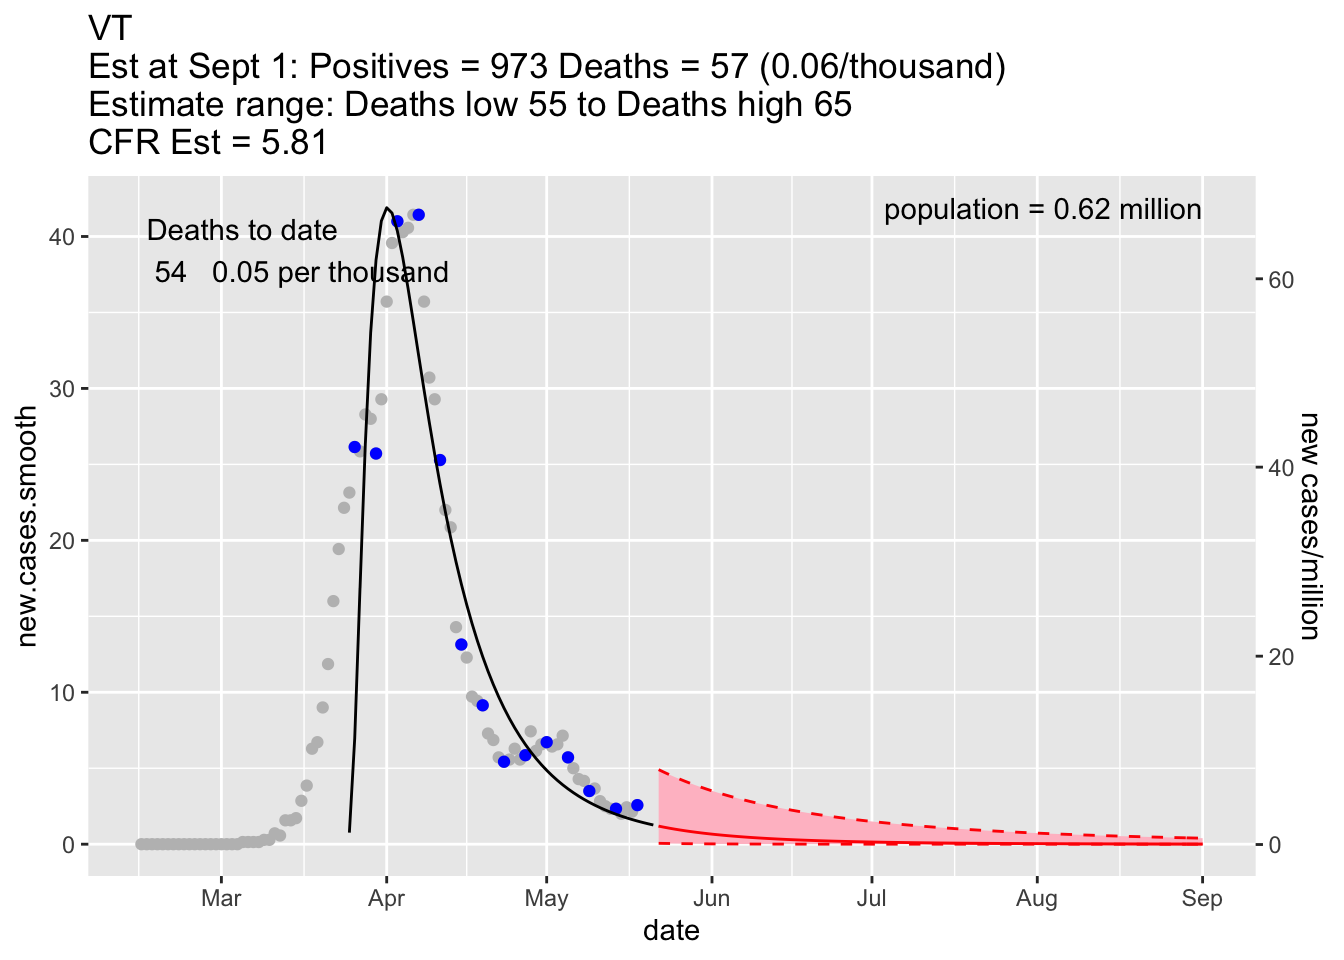 VT
Est at Sept 1: Positives = 973 Deaths = 57 (0.06/thousand)
Estimate range: Deaths low 55 to Deaths high 65
CFR Est = 5.81
population = 0.62 million
Deaths to date
54 0.05 per thousand
new.cases.smooth
40
30
20
10
0
new cases/million
60
40
20
0
Mar Apr May Jun Jul Aug Sep
date